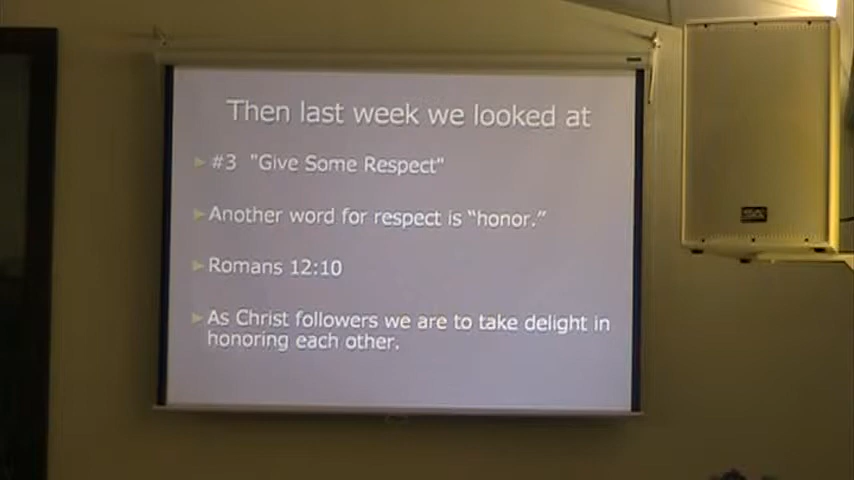 Then last week we looked at
#3 "Give Some Respect"
Another word for respect is “honor.”
Romans 12:10
As Christ followers we are to take delight in
honoring each other.